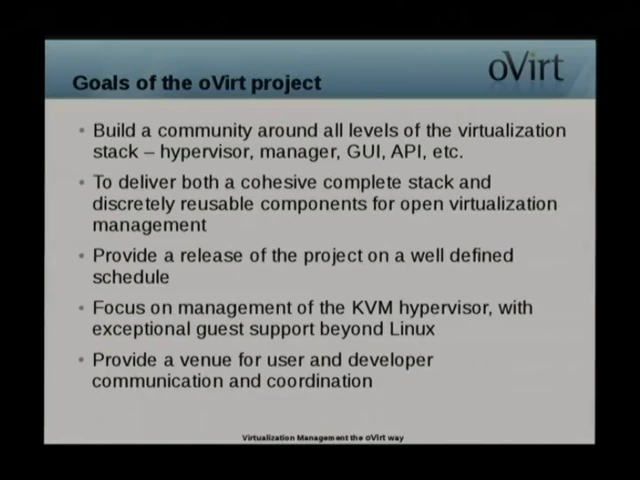 oVirt
Goals of the oVirt project
• Build a community around all levels of the virtualization
stack – hypervisor, manager, GUI, API, etc.
• To deliver both a cohesive complete stack and
discretely reusable components for open virtualization
management
• Provide a release of the project on a well defined
schedule
• Focus on management of the KVM hypervisor, with
exceptional guest support beyond Linux
• Provide a venue for user and developer
communication and coordination
Virtualization Management the oVirt way